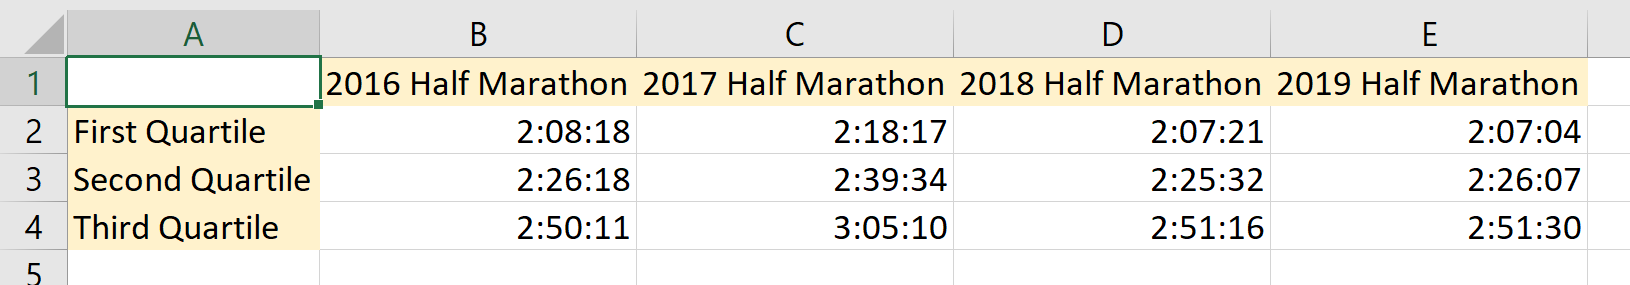 A B C D E
1 2016 Half Marathon 2017 Half Marathon 2018 Half Marathon 2019 Half Marathon
2 First Quartile 2:08:18 2:18:17 2:07:21 2:07:04
3 Second Quartile 2:26:18 2:39:34 2:25:32 2:26:07
4 Third Quartile 2:50:11 3:05:10 2:51:16 2:51:30
5